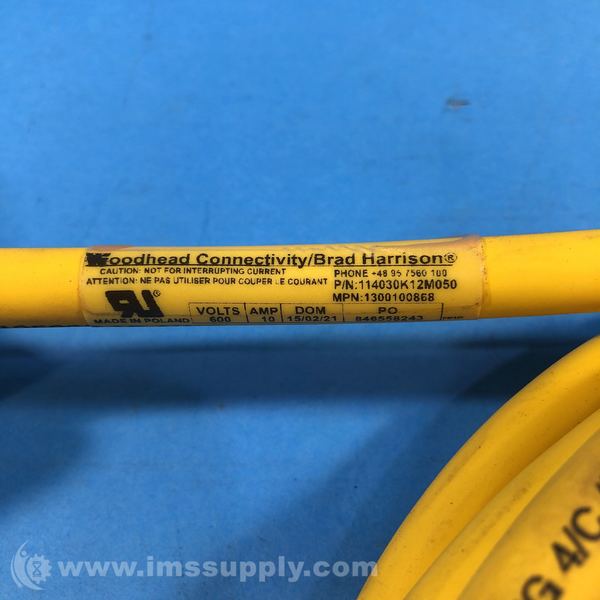 Woodhead Connectivity/Brad Harrison®
CAUTION: NOT FOR INTERRUPTING CURRENT
PHONE +48 95 7560 100
ATTENTION: NE PAS UTILISER POUR COUPER LE COURANT
P/N:114030K12M050
MPN:1300100868
VOLTS AMP DOM PO
MADE IN POLAND 600 10 15/02/21 846558243
G 4/C
© www.imssupply.com